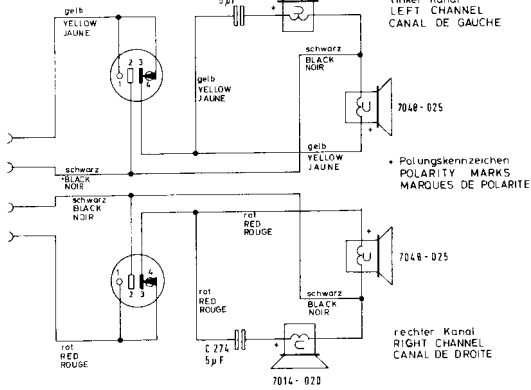 gelb
YELLOW
JAUNE
5µF
linker Kanal
LEFT CHANNEL
CANAL DE GAUCHE
schwarz
BLACK
NOIR
1 2 3 4
gelb
YELLOW
JAUNE
7048-025
gelb
YELLOW
JAUNE
+ Polungskennzeichen
POLARITY MARKS
MARQUES DE POLARITE
schwarz
BLACK
NOIR
schwarz
BLACK
NOIR
rot
RED
ROUGE
1 2 3 4
7048-025
rot
RED
ROUGE
schwarz
BLACK
NOIR
rot
RED
ROUGE
C 274
5µF
rechter Kanal
RIGHT CHANNEL
CANAL DE DROITE
7014-020